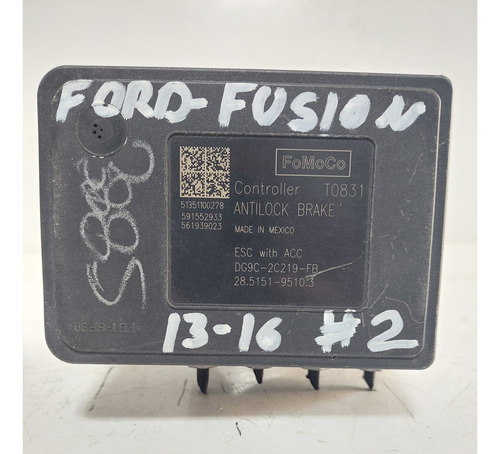 FORD-FUSION
FoMoCo
Controller T0831
51351100278
ANTILOCK BRAKE
591552933
561939023
MADE IN MEXICO
ESC with ACC
DG9C-2C219-FB
28.5151-9510.3
13-16 #2